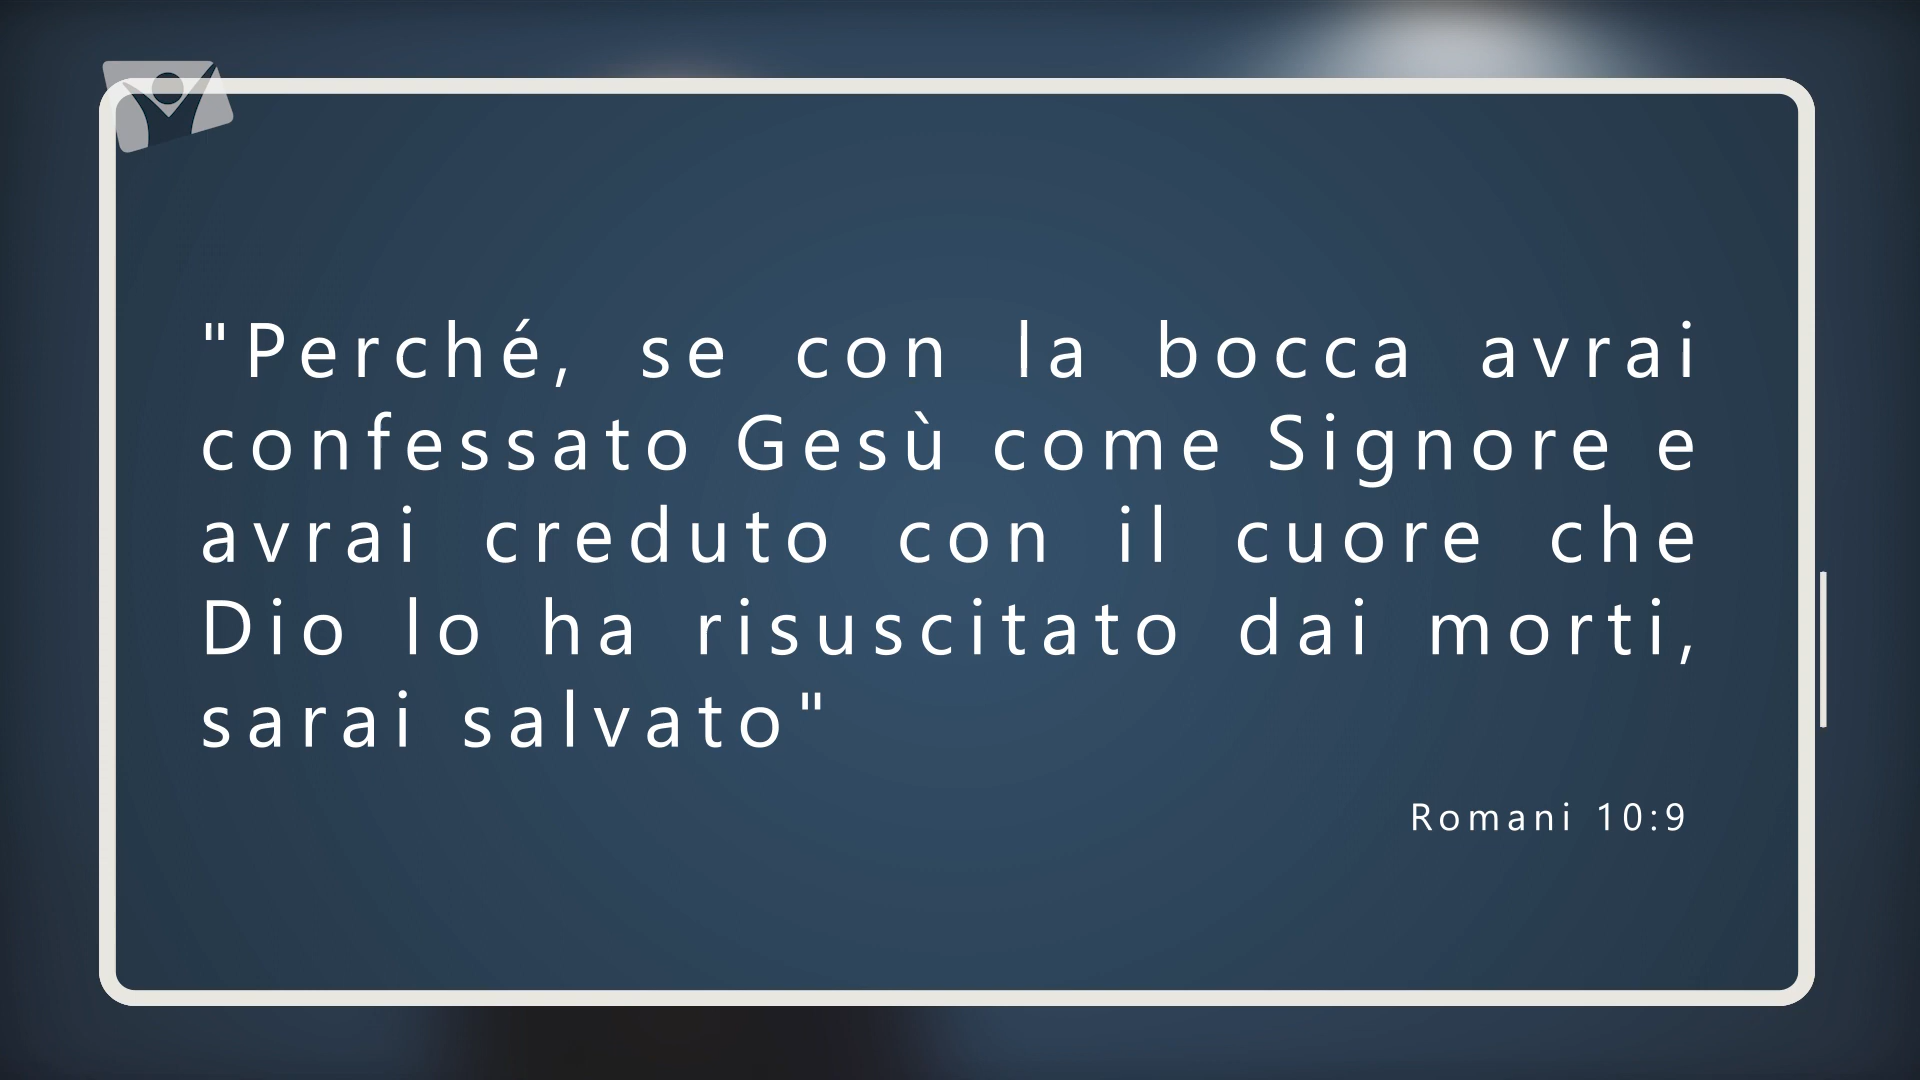 "Perché, se con la bocca avrai
confessato Gesù come Signore e
avrai creduto con il cuore che
Dio lo ha risuscitato dai morti,
sarai salvato"
Romani 10:9